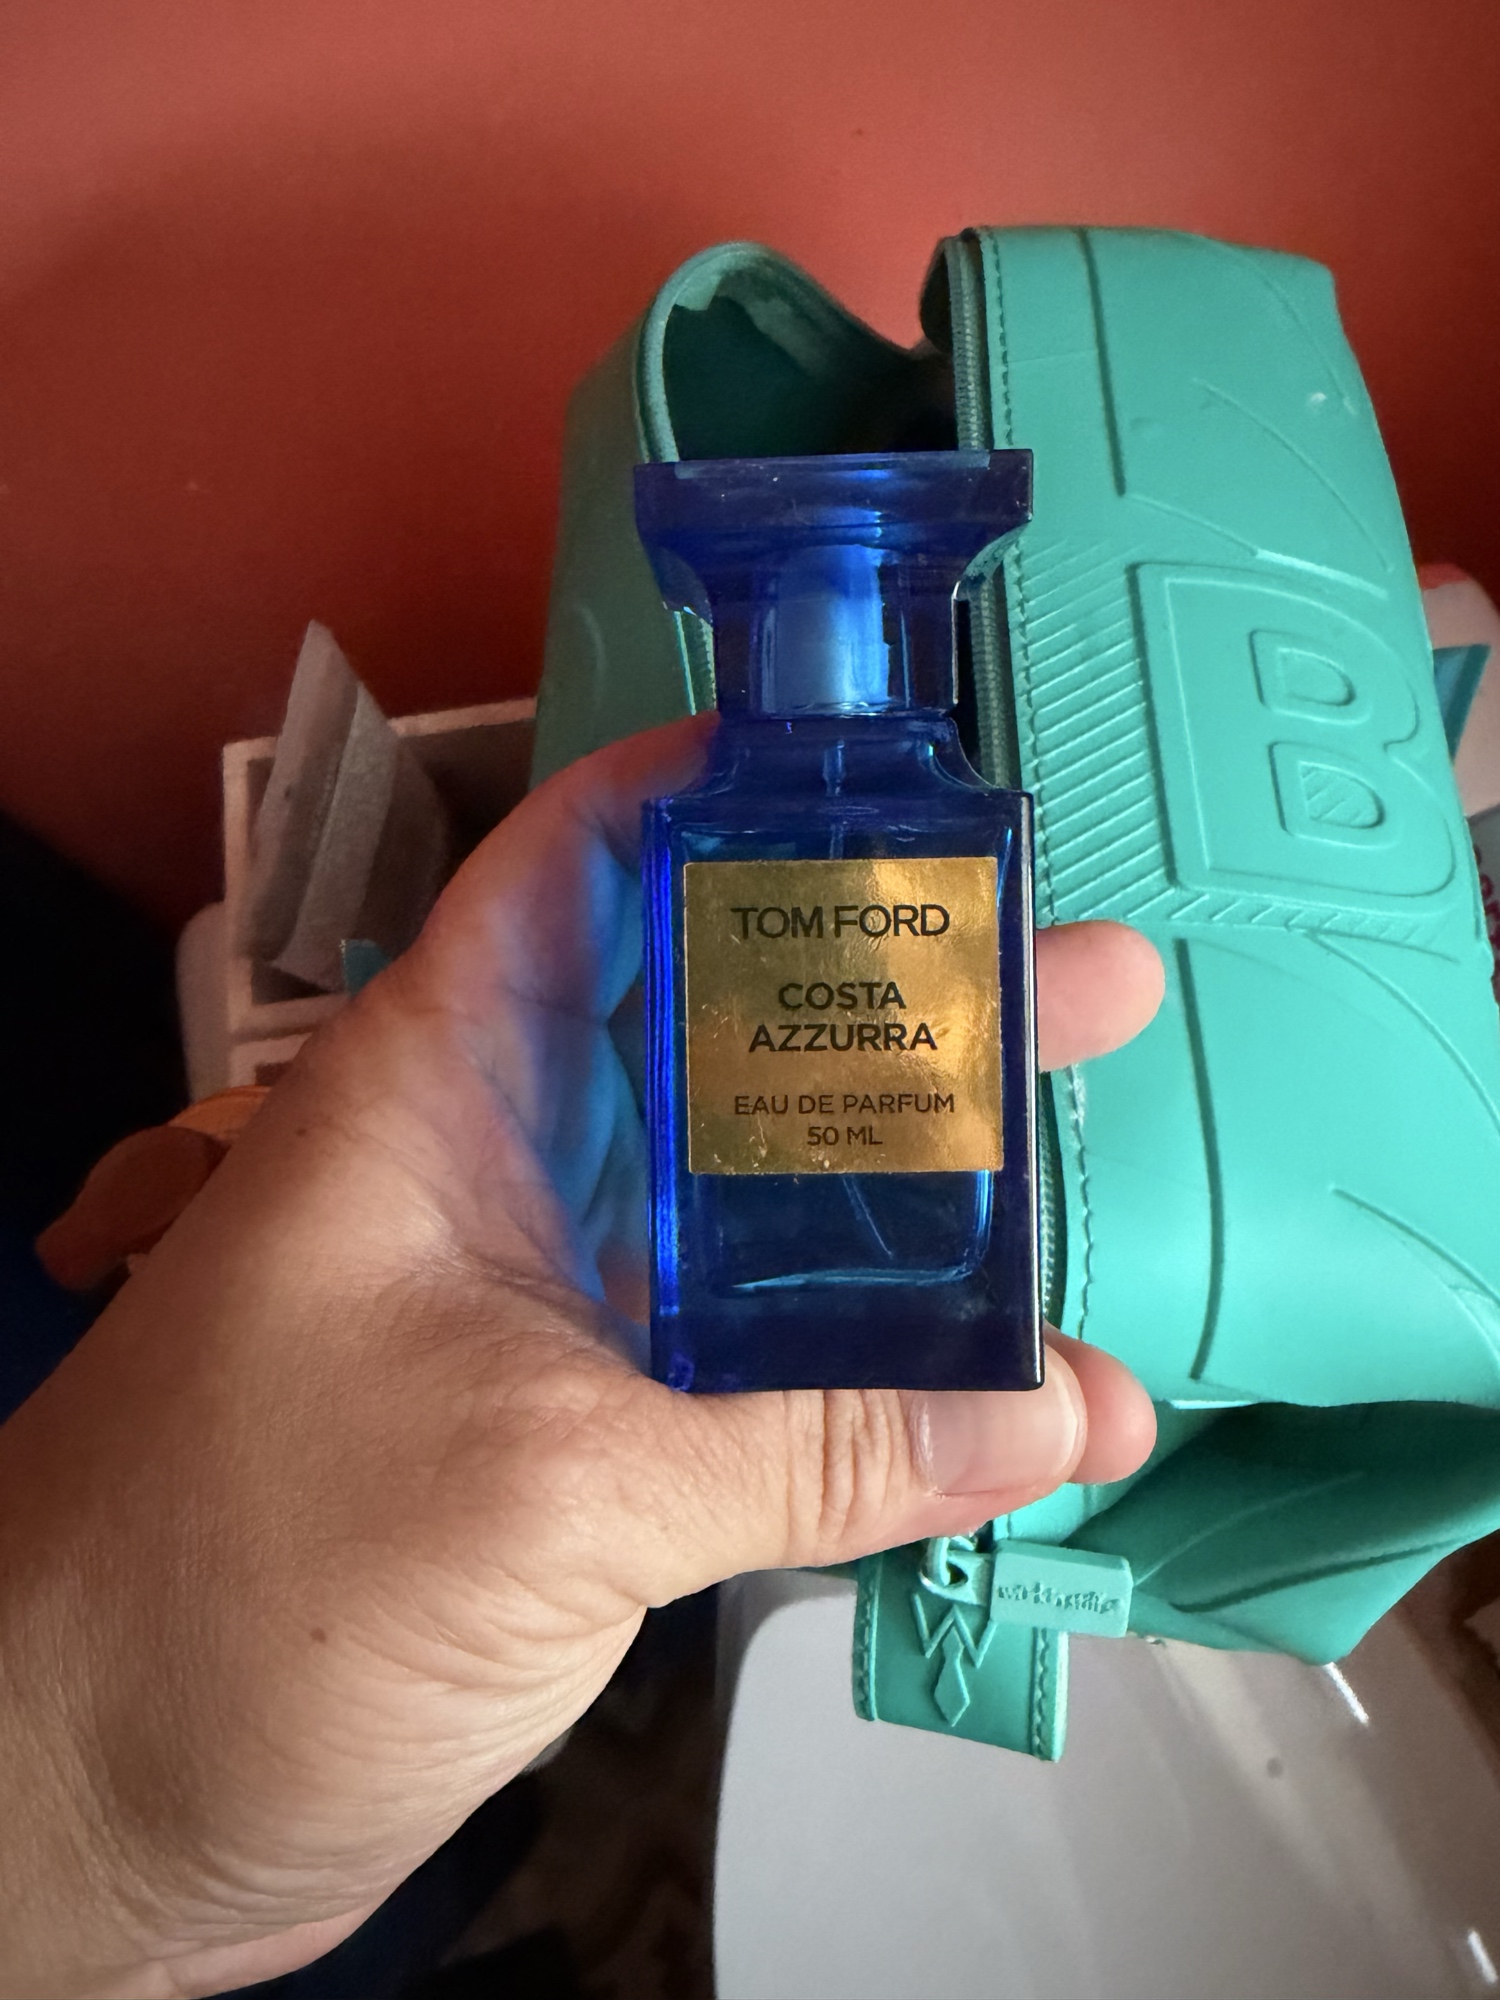 TOM FORD
COSTA
AZZURRA
EAU DE PARFUM
50 ML
B
W